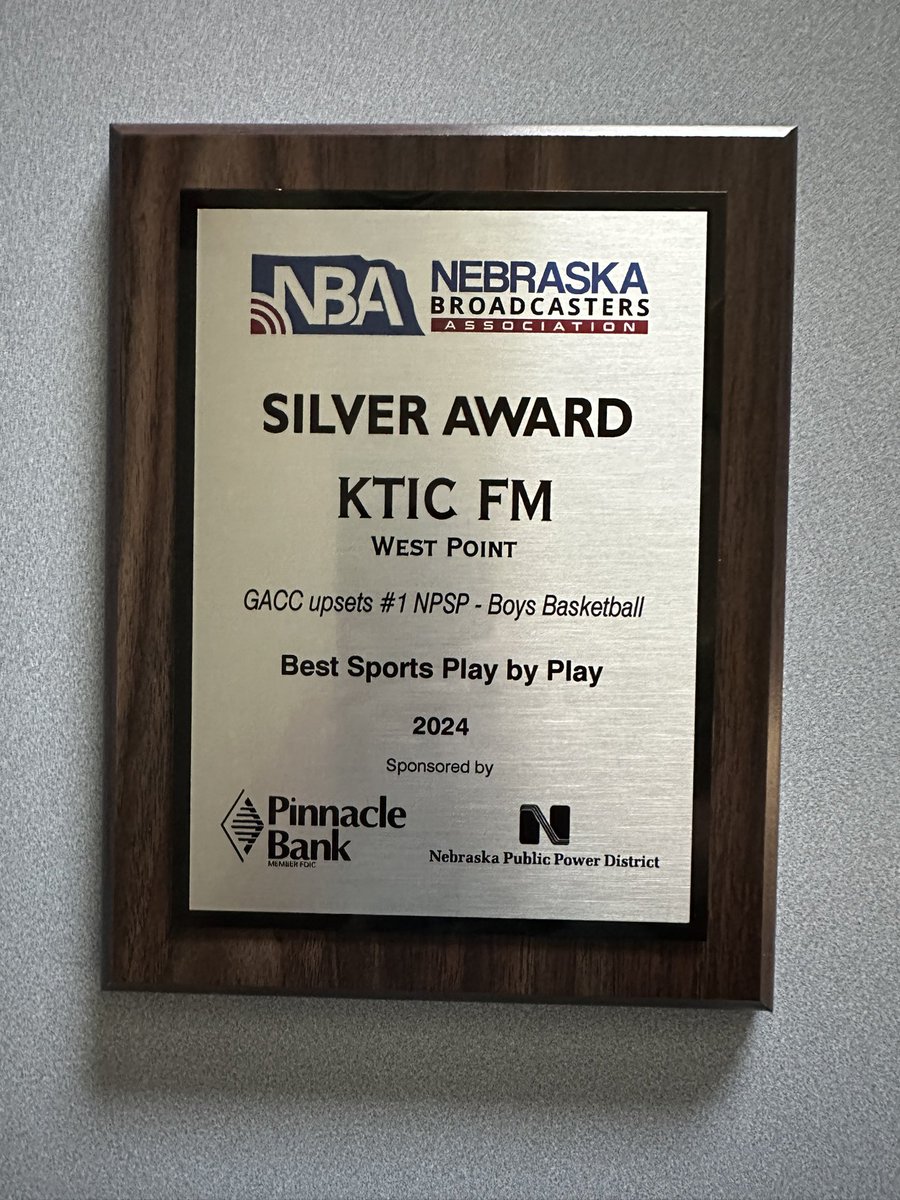 NBA
NEBRASKA
BROADCASTERS
ASSOCIATION
SILVER AWARD
KTIC FM
WEST POINT
GACC upsets #1 NPSP - Boys Basketball
Best Sports Play by Play
2024
Sponsored by
Pinnacle
Bank
MEMBER FDIC
N
Nebraska Public Power District